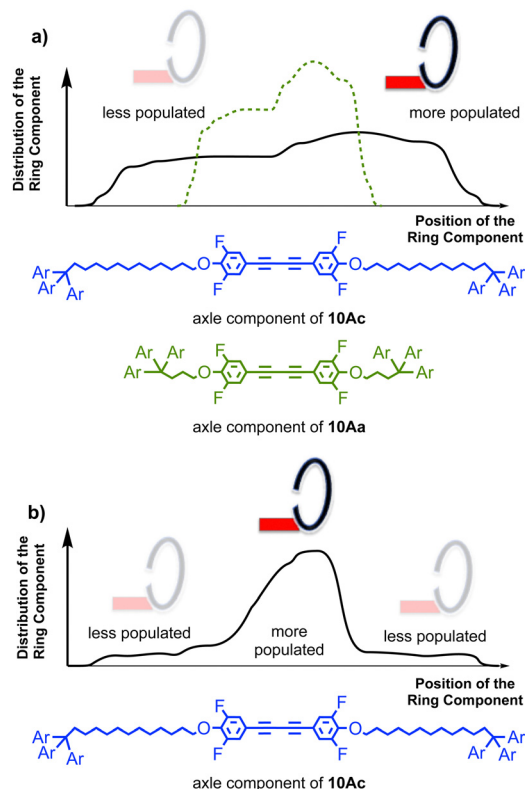 a)
Distribution of the
Ring Component
less populated
more populated
Position of the
Ring Component
Ar
Ar
Ar
O
F
F
F
F
O
Ar
Ar
Ar
axle component of 10Ac
Ar
Ar
Ar
O
F
F
F
F
O
Ar
Ar
Ar
axle component of 10Aa
b)
Distribution of the
Ring Component
less populated
more
populated
less populated
Position of the
Ring Component
Ar
Ar
Ar
O
F
F
F
F
O
Ar
Ar
Ar
axle component of 10Ac